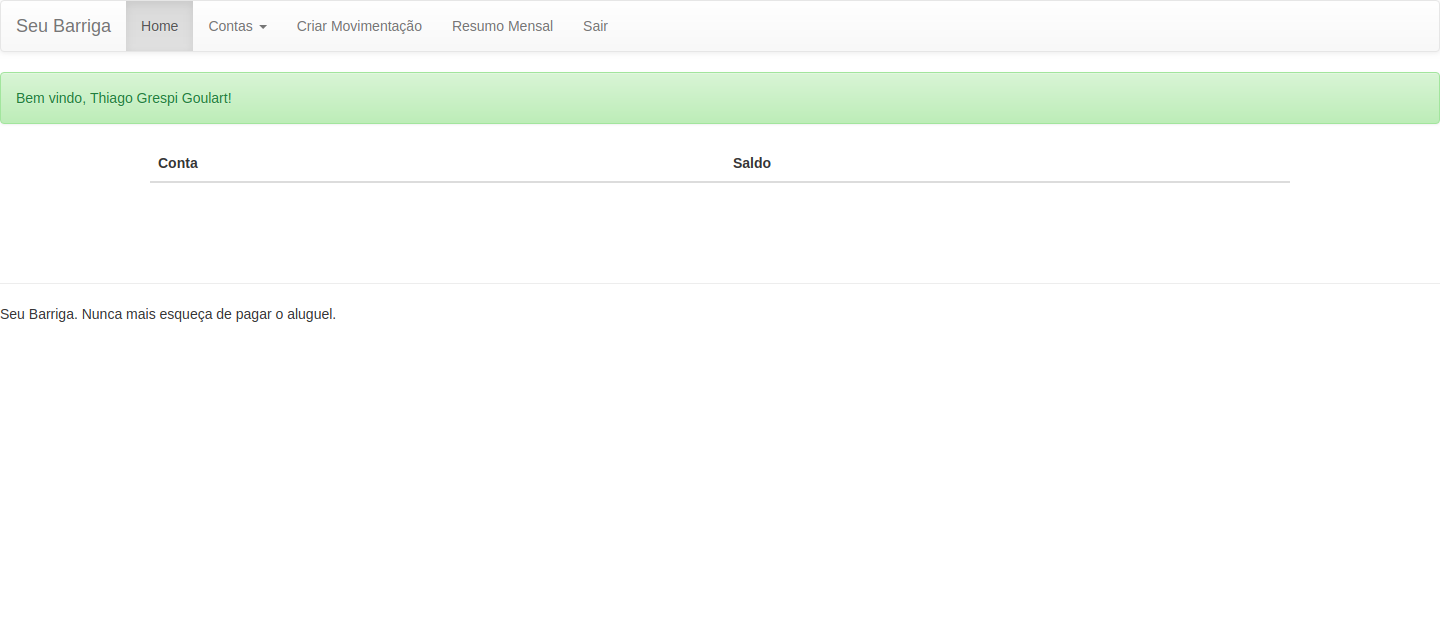 Seu Barriga Home Contas Criar Movimentação Resumo Mensal Sair
Bem vindo, Thiago Grespi Goulart!
Conta Saldo
Seu Barriga. Nunca mais esqueça de pagar o aluguel.